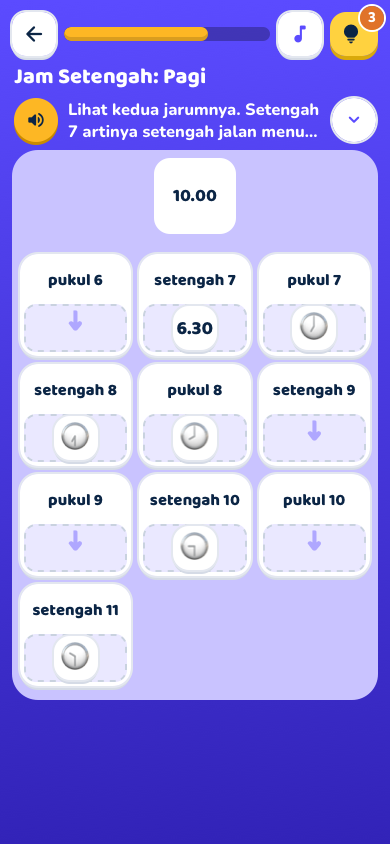 3
Jam Setengah: Pagi
Lihat kedua jarumnya. Setengah
7 artinya setengah jalan menu...
10.00
pukul 6
setengah 7
pukul 7
6.30
setengah 8
pukul 8
setengah 9
pukul 9
setengah 10
pukul 10
setengah 11